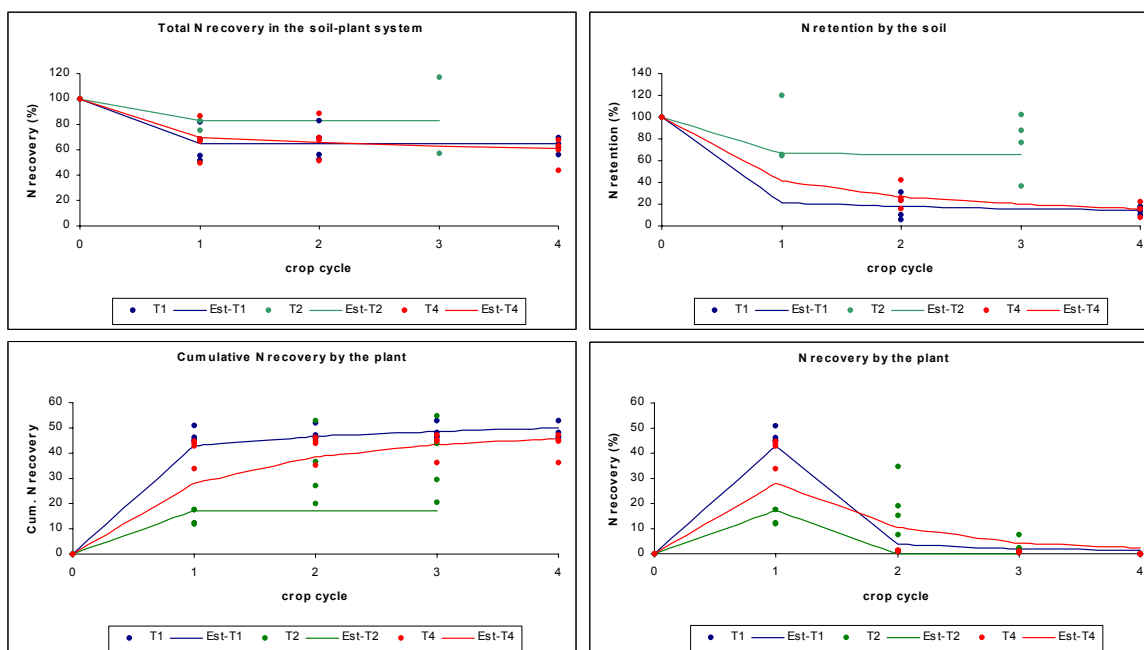 Total N recovery in the soil-plant system
N recovery (%)
120
100
80
60
40
20
0
0 1 2 3 4
crop cycle
T1 Est-T1 T2 Est-T2 T4 Est-T4
N retention by the soil
N retention (%)
140
120
100
80
60
40
20
0
0 1 2 3 4
crop cycle
T1 Est-T1 T2 Est-T2 T4 Est-T4
Cumulative N recovery by the plant
Cum. N recovery
60
50
40
30
20
10
0
0 1 2 3 4
crop cycle
T1 Est-T1 T2 Est-T2 T4 Est-T4
N recovery by the plant
N recovery (%)
60
50
40
30
20
10
0
0 1 2 3 4
crop cycle
T1 Est-T1 T2 Est-T2 T4 Est-T4